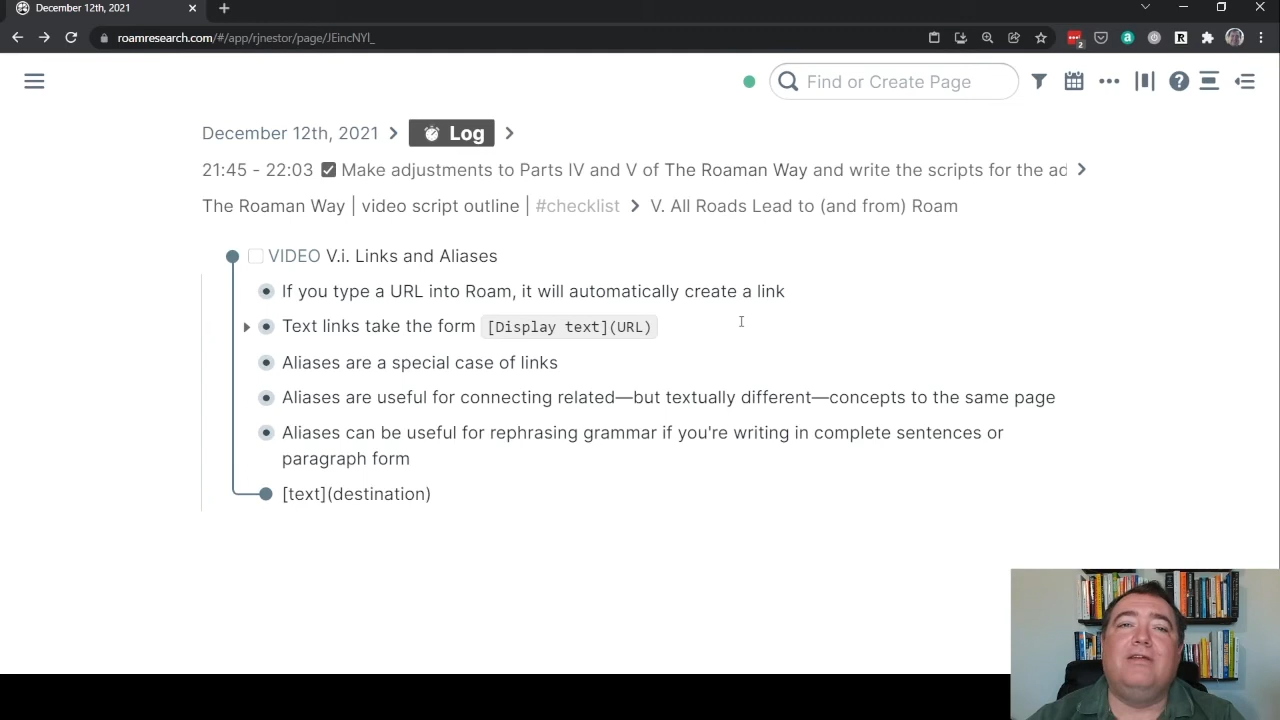 December 12th, 2021
roamresearch.com/#/app/rjnestor/page/JEincNYl_
2
R
Find or Create Page
December 12th, 2021 > Log >
21:45 - 22:03 Make adjustments to Parts IV and V of The Roaman Way and write the scripts for the ad >
The Roaman Way | video script outline | #checklist > V. All Roads Lead to (and from) Roam
VIDEO V.i. Links and Aliases
If you type a URL into Roam, it will automatically create a link
Text links take the form [Display text](URL)
Aliases are a special case of links
Aliases are useful for connecting related—but textually different—concepts to the same page
Aliases can be useful for rephrasing grammar if you're writing in complete sentences or
paragraph form
[text](destination)